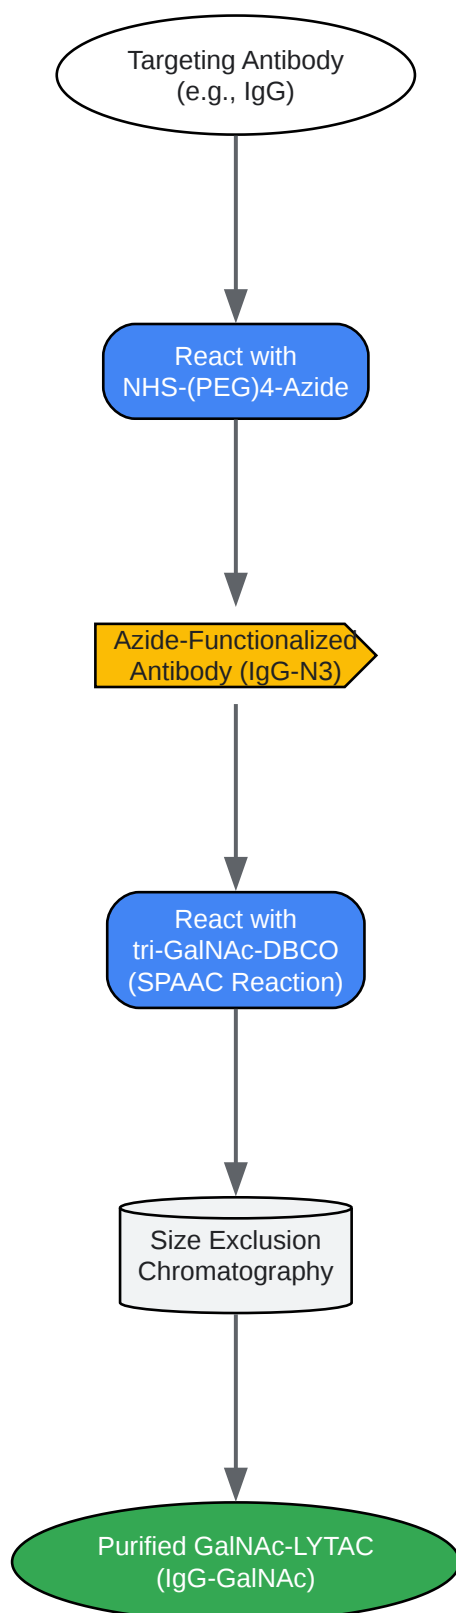 Targeting Antibody
(e.g., IgG)
React with
NHS-(PEG)4-Azide
Azide-Functionalized
Antibody (IgG-N3)
React with
tri-GalNAc-DBCO
(SPAAC Reaction)
Size Exclusion
Chromatography
Purified GalNAc-LYTAC
(IgG-GalNAc)